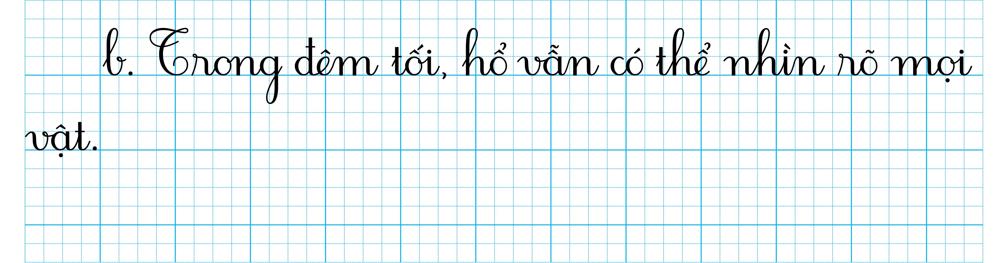 b. Trong đêm tối, hổ vẫn có thể nhìn rõ mọi
vật.